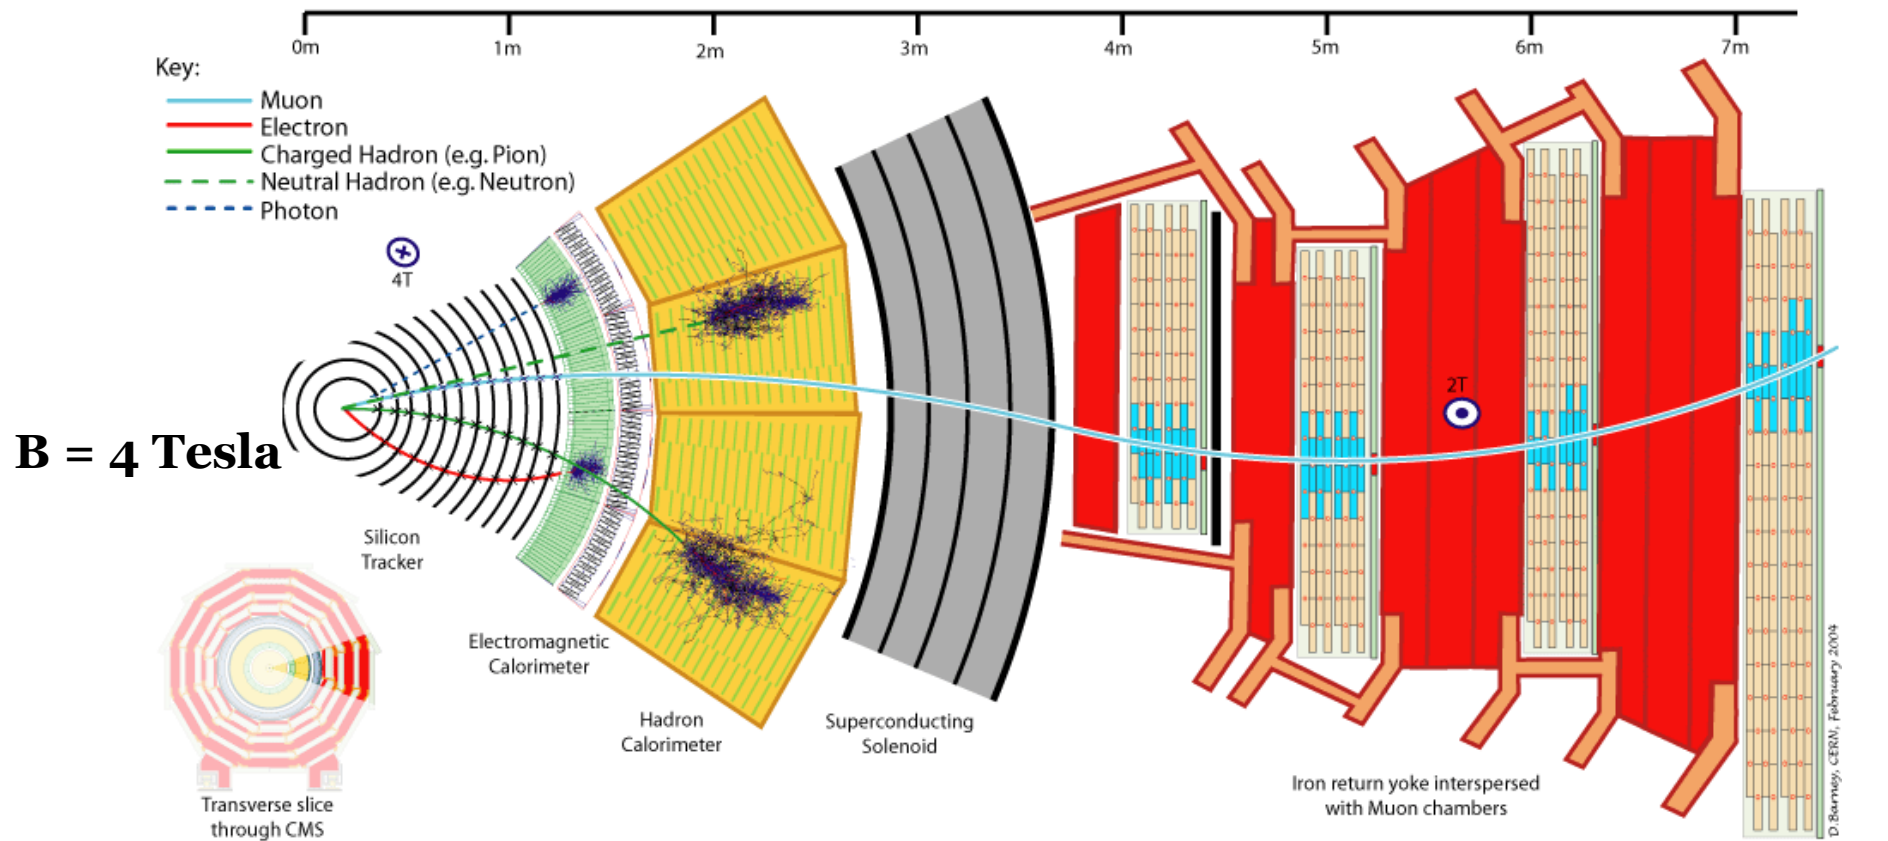 0m 1m 2m 3m 4m 5m 6m 7m
Key:
Muon
Electron
Charged Hadron (e.g. Pion)
Neutral Hadron (e.g. Neutron)
Photon
4T
B = 4 Tesla
2T
Silicon
Tracker
Electromagnetic
Calorimeter
Hadron
Calorimeter
Superconducting
Solenoid
Iron return yoke interspersed
with Muon chambers
Transverse slice
through CMS
D.Barney, CERN, February 2004